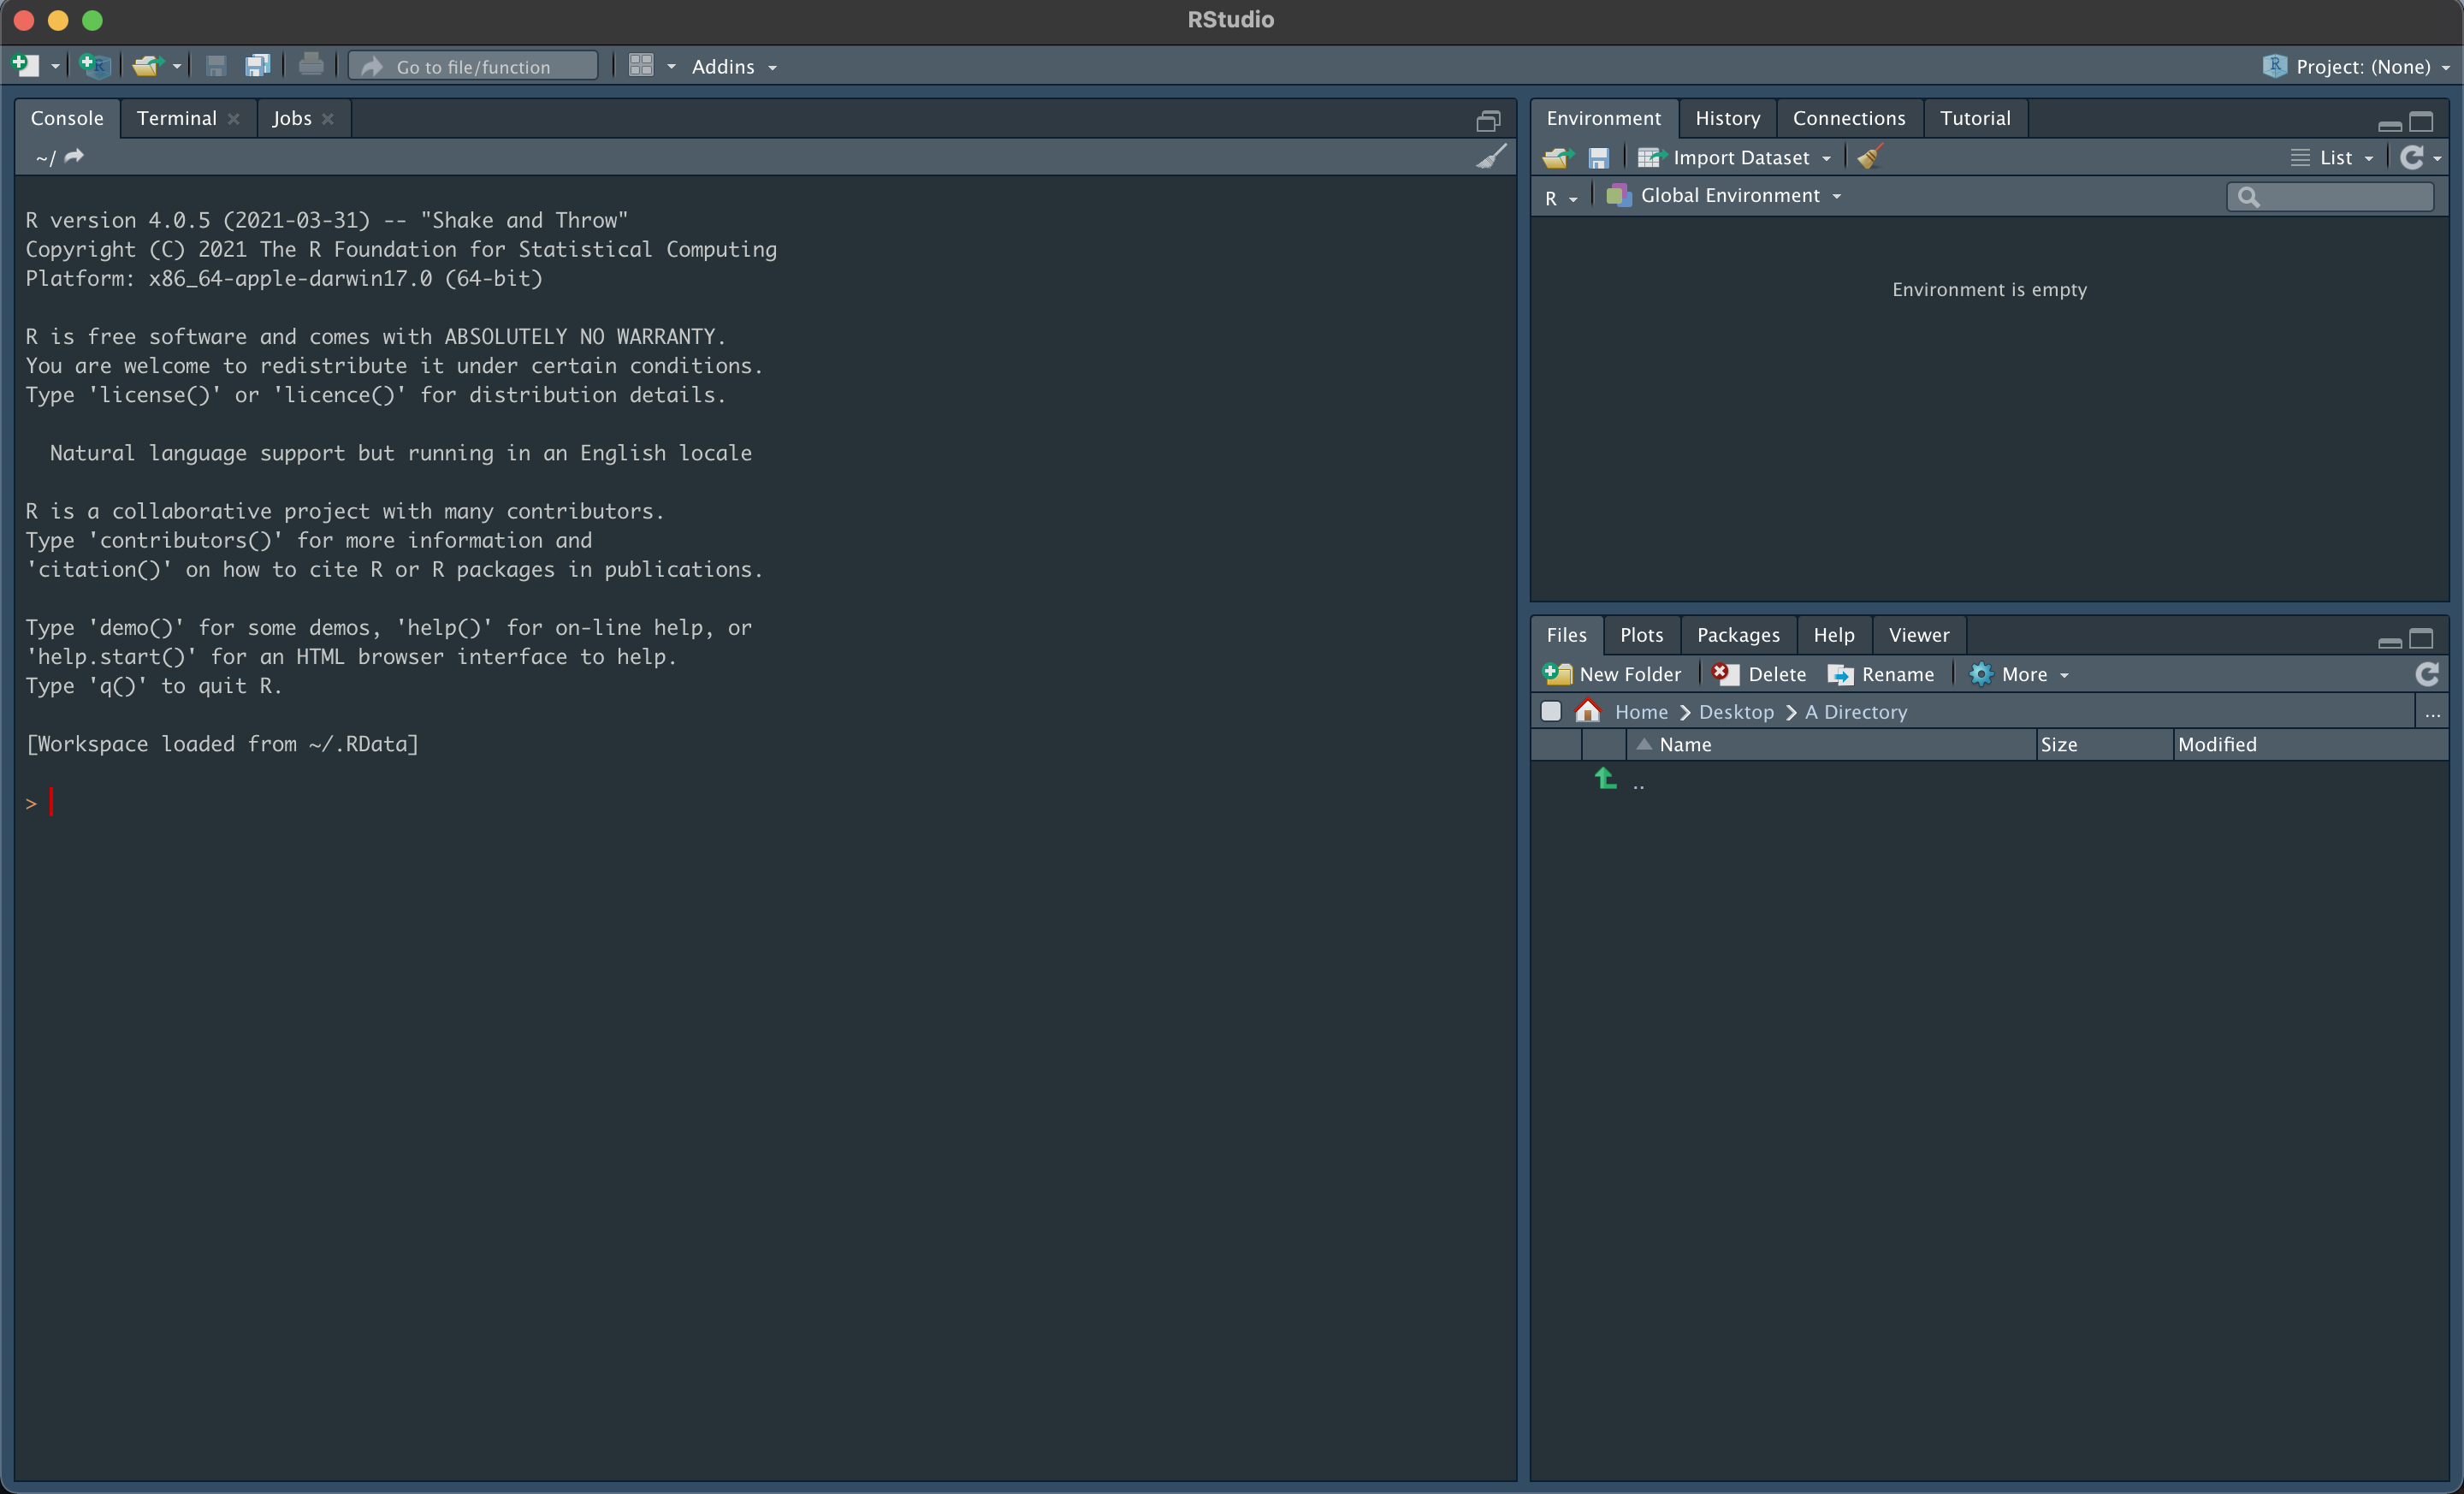 RStudio
Go to file/function
Addins
Project: (None)
Console Terminal Jobs
~/
R version 4.0.5 (2021-03-31) -- "Shake and Throw"
Copyright (C) 2021 The R Foundation for Statistical Computing
Platform: x86_64-apple-darwin17.0 (64-bit)
R is free software and comes with ABSOLUTELY NO WARRANTY.
You are welcome to redistribute it under certain conditions.
Type 'license()' or 'licence()' for distribution details.
Natural language support but running in an English locale
R is a collaborative project with many contributors.
Type 'contributors()' for more information and
'citation()' on how to cite R or R packages in publications.
Type 'demo()' for some demos, 'help()' for on-line help, or
'help.start()' for an HTML browser interface to help.
Type 'q()' to quit R.
[Workspace loaded from ~/.RData]
>
Environment History Connections Tutorial
Import Dataset List
R Global Environment
Environment is empty
Files Plots Packages Help Viewer
New Folder Delete Rename More
Home Desktop A Directory ...
Name Size Modified
..